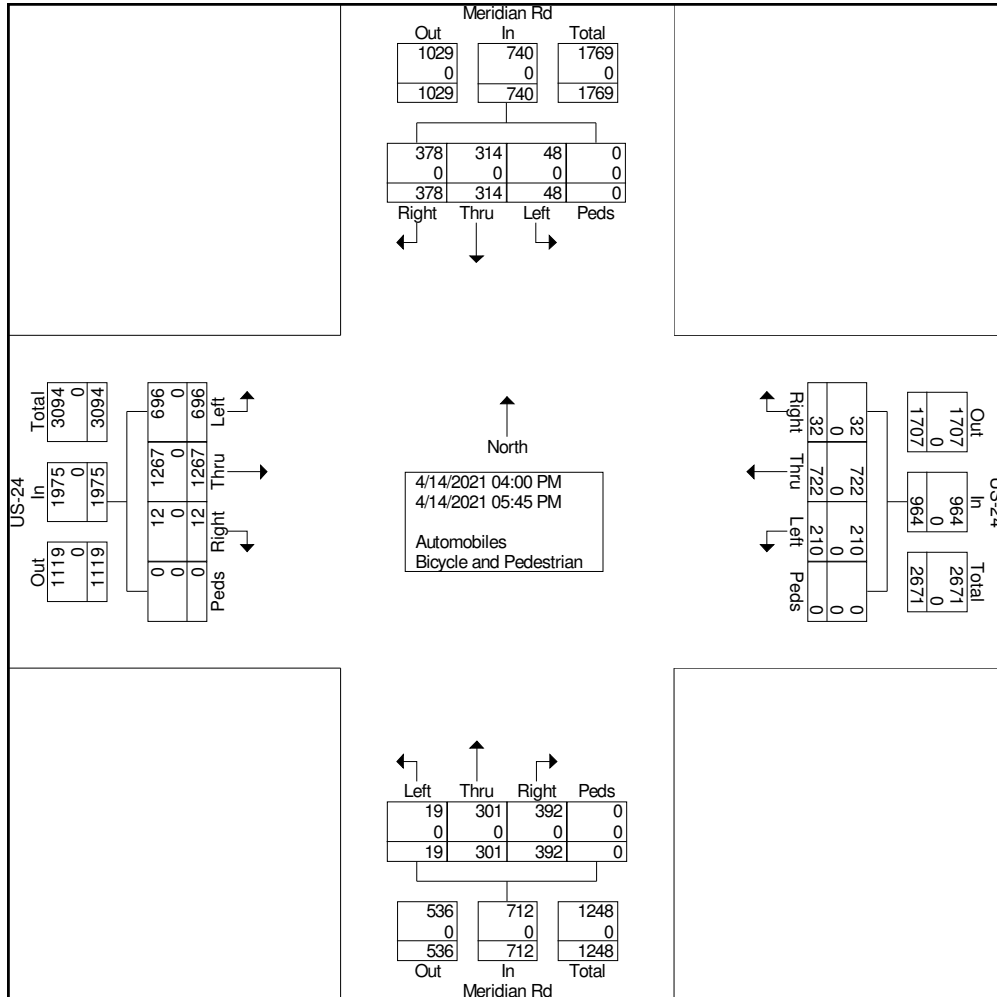 Meridian Rd
Out In Total
1029 740 1769
0 0 0
1029 740 1769
378 314 48 0
0 0 0 0
378 314 48 0
Right Thru Left Peds
US-24
Total In Out
3094 1975 1119
0 0 0
3094 1975 1119
696 1267 12 0
0 0 0 0
696 1267 12 0
Left Thru Right Peds
North
4/14/2021 04:00 PM
4/14/2021 05:45 PM
Automobiles
Bicycle and Pedestrian
Right Thru Left Peds
32 722 210 0
0 0 0 0
32 722 210 0
Out In Total
1707 964 2671
0 0 0
1707 964 2671
US-24
Left Thru Right Peds
19 301 392 0
0 0 0 0
19 301 392 0
536 712 1248
0 0 0
536 712 1248
Out In Total
Meridian Rd